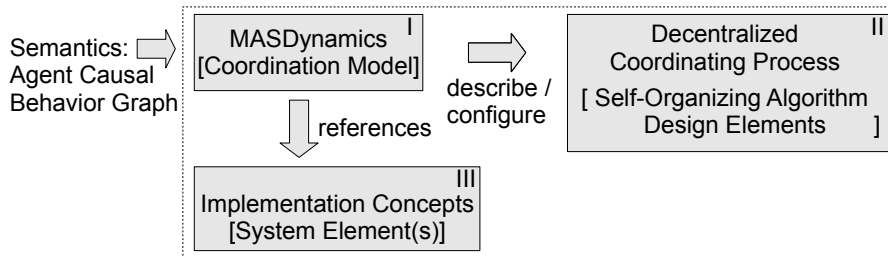 Semantics:
Agent Causal
Behavior Graph
I
MASDynamics
[Coordination Model]
describe /
configure
II
Decentralized
Coordinating Process
[ Self-Organizing Algorithm
Design Elements ]
references
III
Implementation Concepts
[System Element(s)]